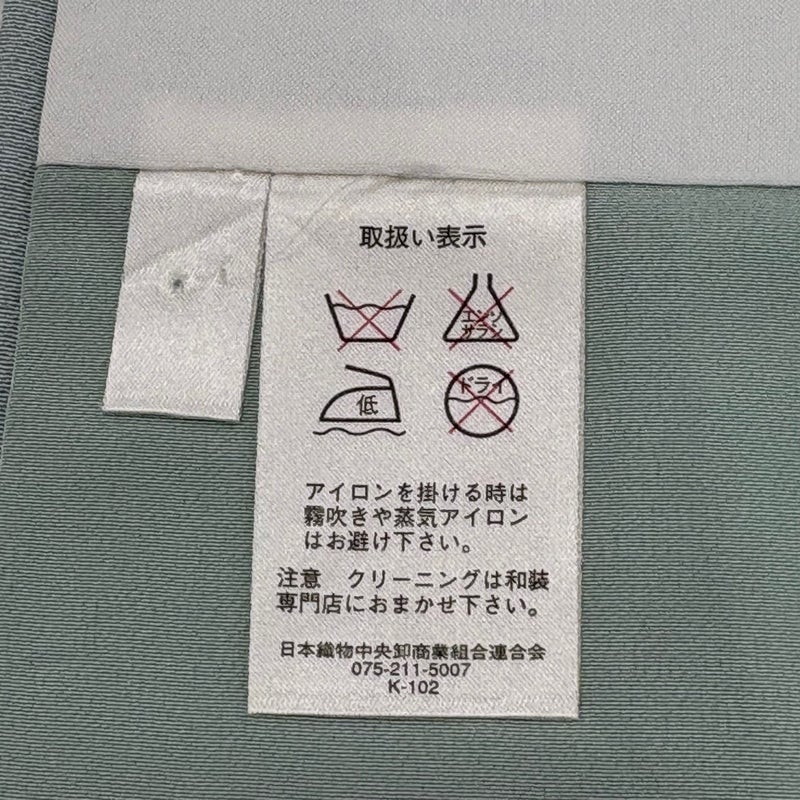 取扱い表示
エンソ
サラシ
低
ドライ
アイロンを掛ける時は
霧吹きや蒸気アイロン
はお避け下さい。
注意　クリーニングは和装
専門店におまかせ下さい。
日本織物中央卸商業組合連合会
075-211-5007
K-102